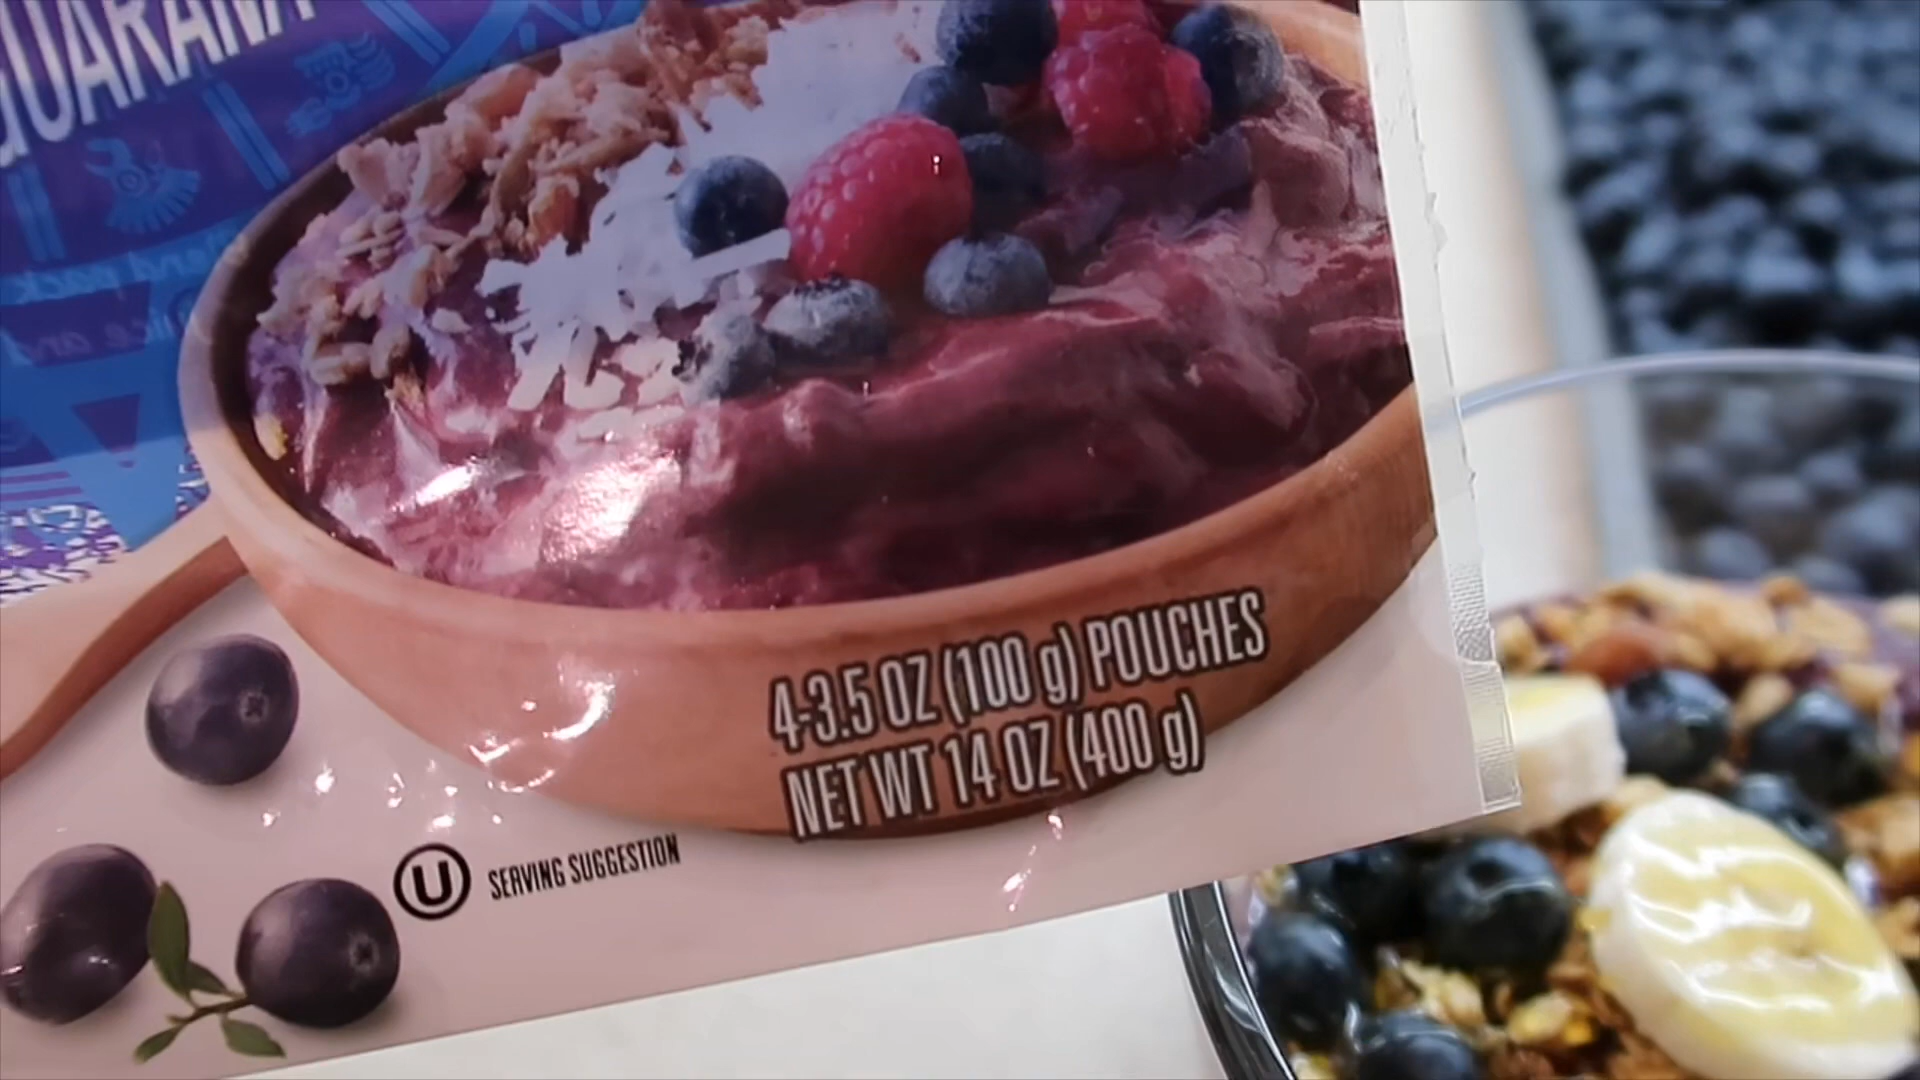 GUARANA
4-3.5 OZ (100 g) POUCHES
NET WT 14 OZ (400 g)
U SERVING SUGGESTION